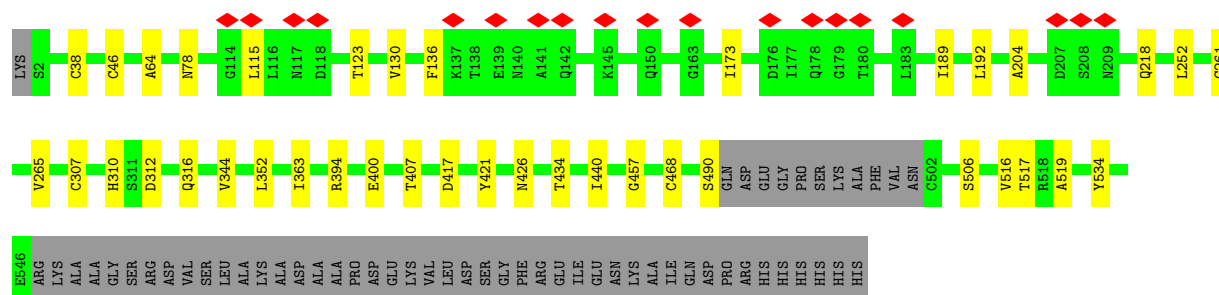 LYS S2 C38 C46 A64 N78 G114 L115 L116 N117 D118 T123 V130 F136 K137 T138 E139 N140 A141 Q142 K145 Q150 G163 I173 D176 I177 Q178 G179 T180 L183 I189 L192 A204 D207 S208 N209 Q218 L252
V265 C307 H310 S311 D312 Q316 V344 L352 I363 R394 E400 T407 D417 Y421 N426 T434 I440 G457 C468 S490 GLN ASP GLU GLY PRO SER LYS ALA PHE VAL ASN C502 S506 V516 T517 R518 A519 Y534
E546 ARG LYS ALA ALA GLY SER ARG ASP VAL SER LEU ALA LYS ALA ASP ALA ALA PRO ASP GLU LYS VAL LEU ASP SER GLY PHE ARG GLU ILE GLU ASN LYS ALA ILE GLN ASP PRO ARG HIS HIS HIS HIS HIS HIS